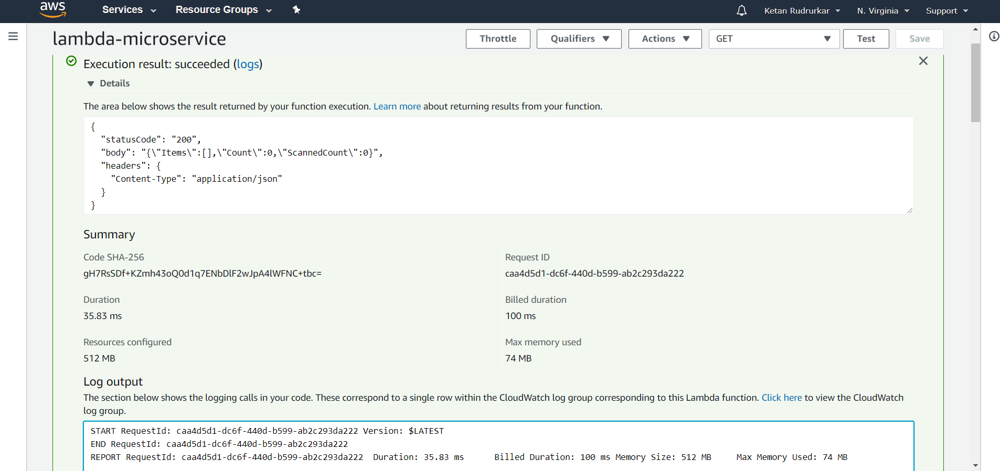 aws Services Resource Groups Ketan Rudrurkar N. Virginia Support
lambda-microservice Throttle Qualifiers Actions GET Test Save
Execution result: succeeded (logs)
Details
The area below shows the result returned by your function execution. Learn more about returning results from your function.
{
  "statusCode": "200",
  "body": "{\"Items\":[],\"Count\":0,\"ScannedCount\":0}",
  "headers": {
    "Content-Type": "application/json"
  }
}
Summary
Code SHA-256 Request ID
gH7RsSDf+KZmh43oQ0d1q7ENbDlF2wJpA4lWFNC+tbc= caa4d5d1-dc6f-440d-b599-ab2c293da222
Duration Billed duration
35.83 ms 100 ms
Resources configured Max memory used
512 MB 74 MB
Log output
The section below shows the logging calls in your code. These correspond to a single row within the CloudWatch log group corresponding to this Lambda function. Click here to view the CloudWatch
log group.
START RequestId: caa4d5d1-dc6f-440d-b599-ab2c293da222 Version: $LATEST
END RequestId: caa4d5d1-dc6f-440d-b599-ab2c293da222
REPORT RequestId: caa4d5d1-dc6f-440d-b599-ab2c293da222 Duration: 35.83 ms Billed Duration: 100 ms Memory Size: 512 MB Max Memory Used: 74 MB